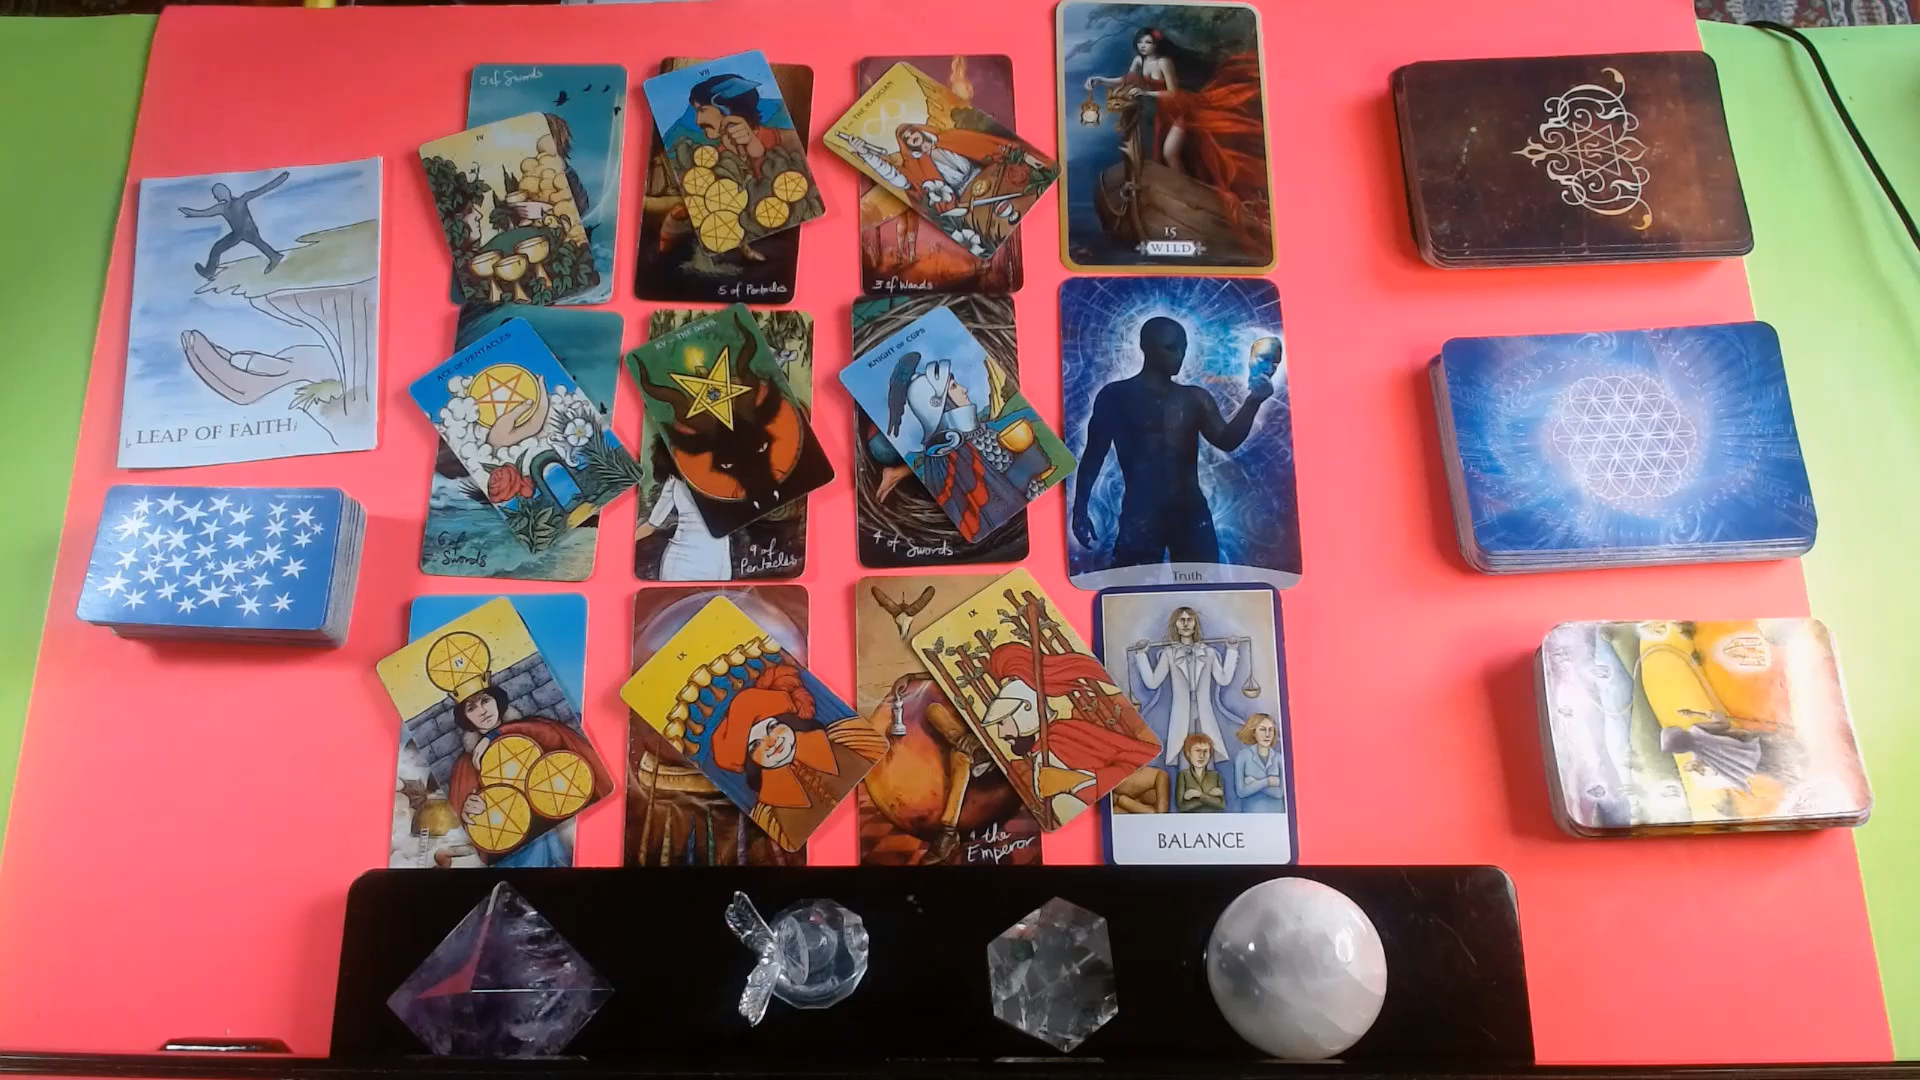 5 of Swords
IV
VII
5 of Pentacles
I — THE MAGICIAN
3 of Wands
15
WILD
LEAP OF FAITH
ACE OF PENTACLES
6 of Swords
XV — THE DEVIL
9 of Pentacles
KNIGHT OF CUPS
4 of Swords
Truth
IV
IX
IX
4 the Emperor
BALANCE